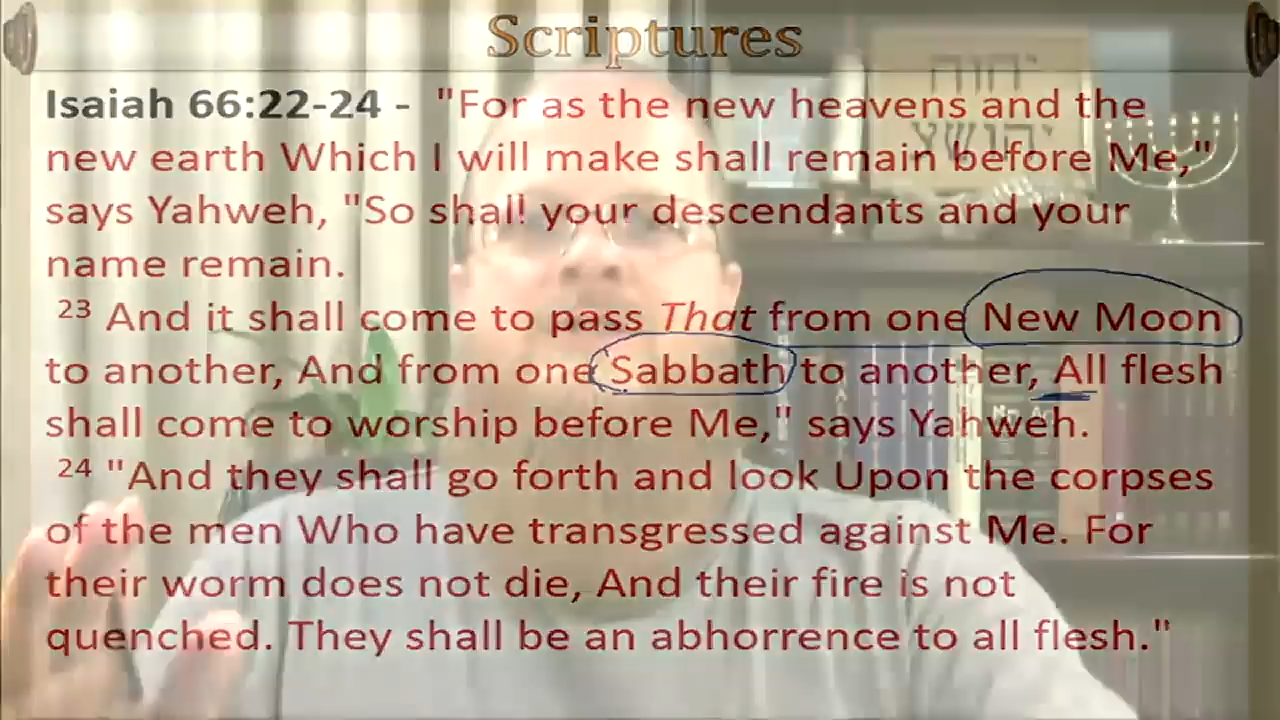 Scriptures
Isaiah 66:22-24 - "For as the new heavens and the
new earth Which I will make shall remain before Me,"
says Yahweh, "So shall your descendants and your
name remain.
23 And it shall come to pass That from one New Moon
to another, And from one Sabbath to another, All flesh
shall come to worship before Me," says Yahweh.
24 "And they shall go forth and look Upon the corpses
of the men Who have transgressed against Me. For
their worm does not die, And their fire is not
quenched. They shall be an abhorrence to all flesh."
יהוה